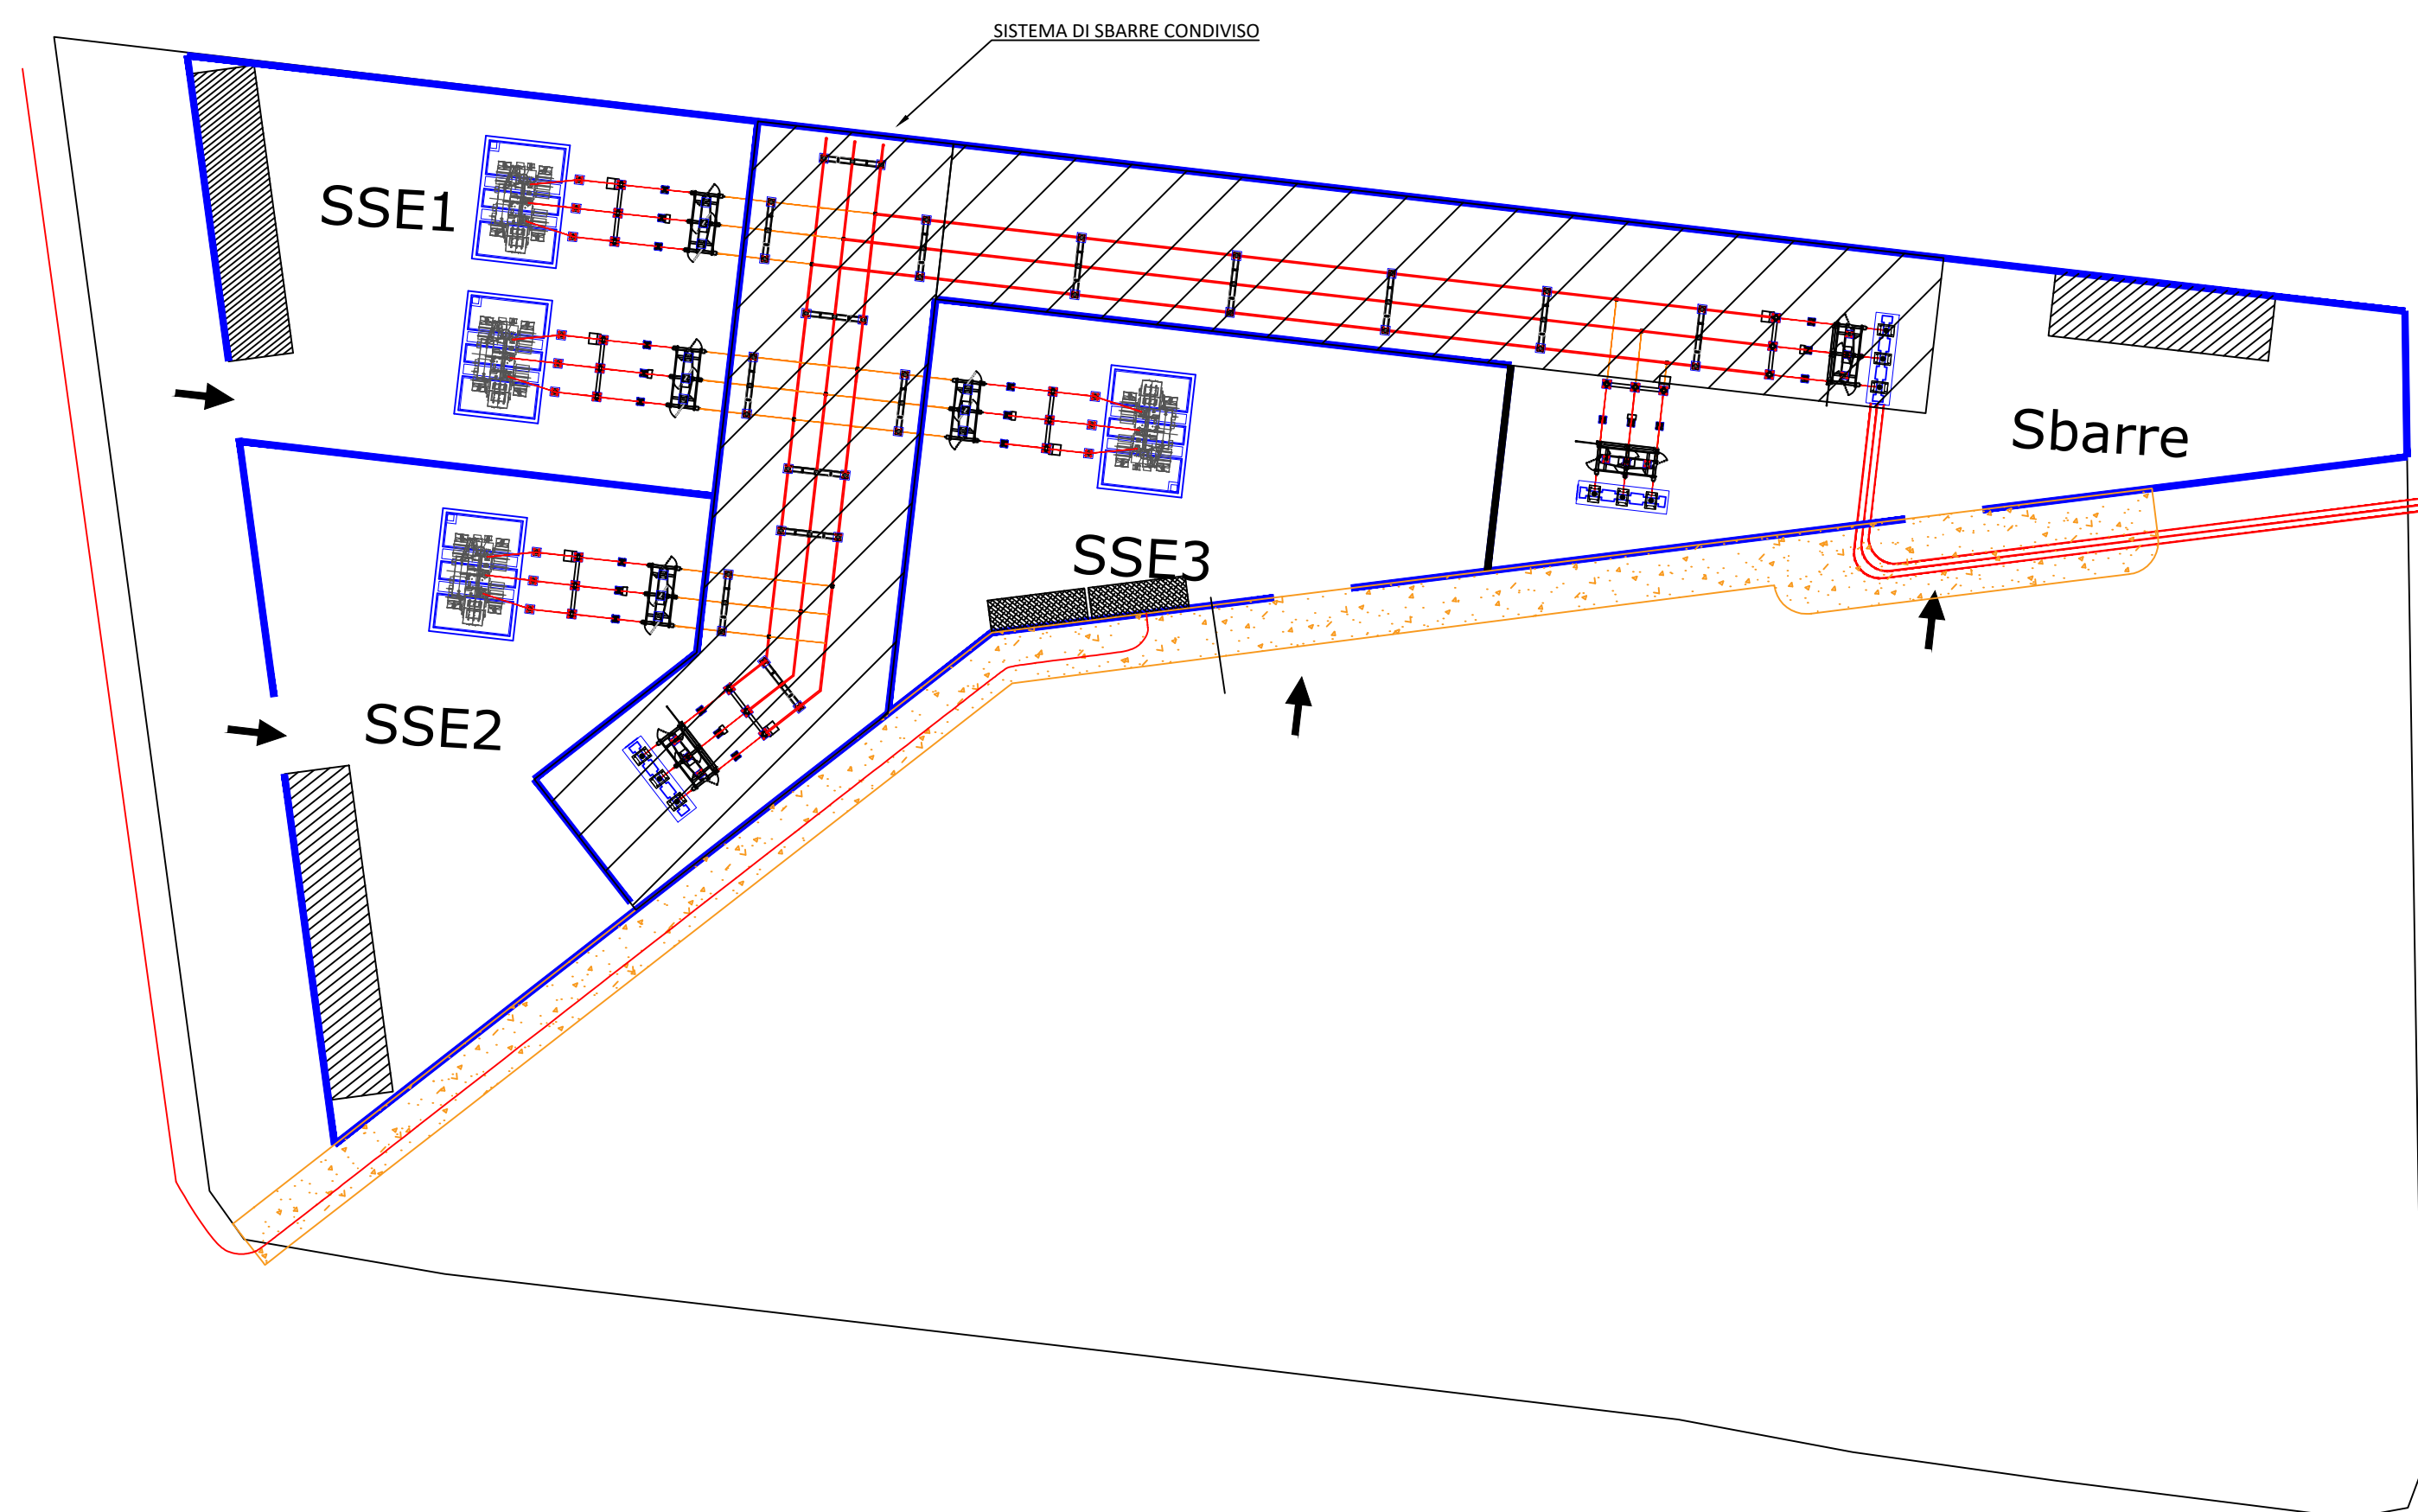 SISTEMA DI SBARRE CONDIVISO
SSE1
Sbarre
SSE3
SSE2